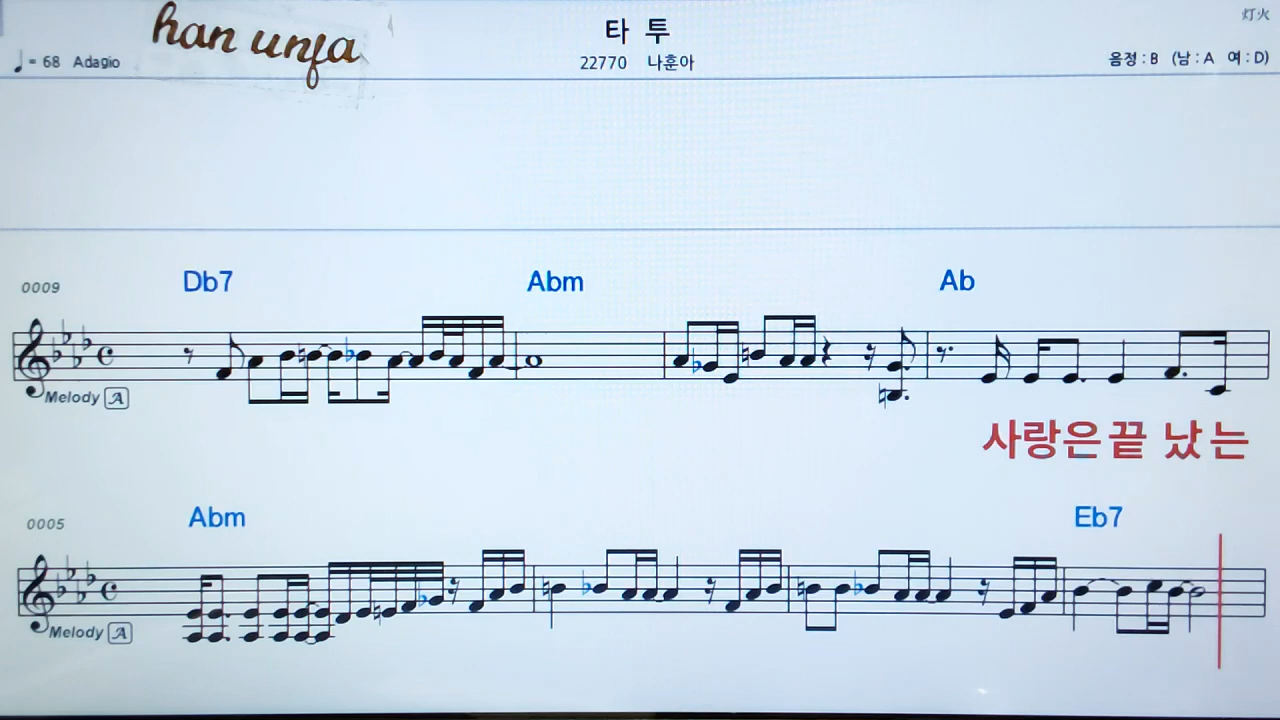 han unfa
타 투
灯火
♩= 68 Adagio
22770 나훈아
음정 : B (남 : A 여 : D)
Db7 Abm Ab
0009
Melody A
사랑은끝 났 는
Abm Eb7
0005
Melody A